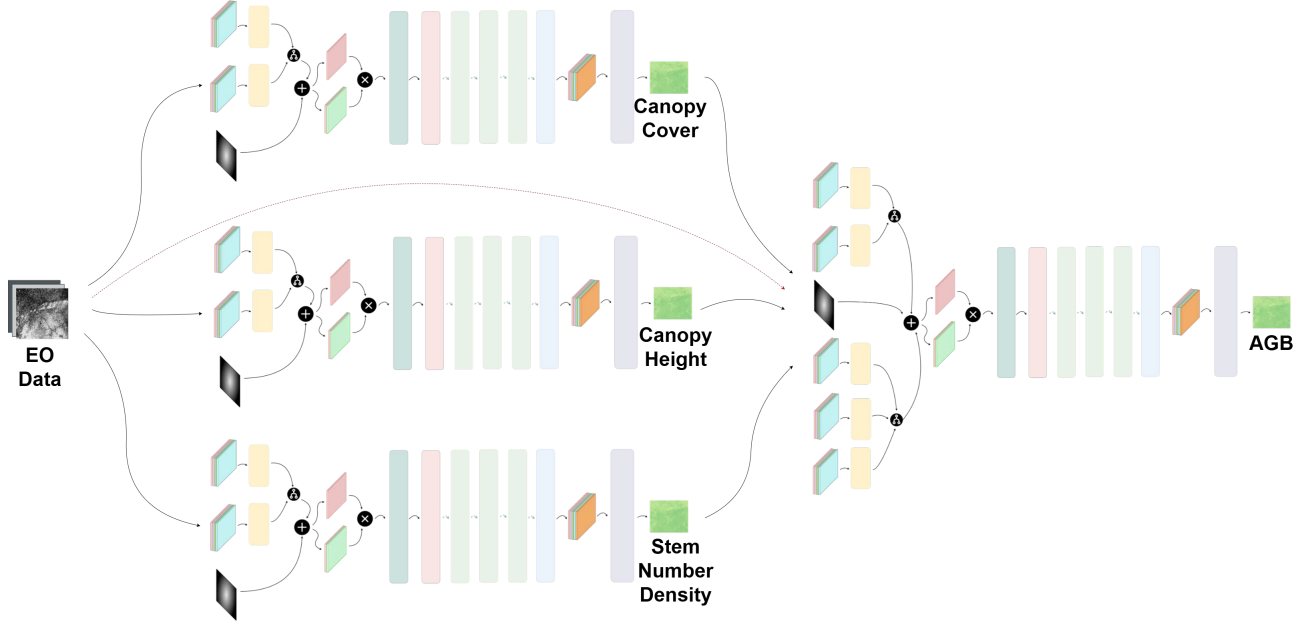 Canopy
Cover
EO
Data
Canopy
Height
AGB
Stem
Number
Density